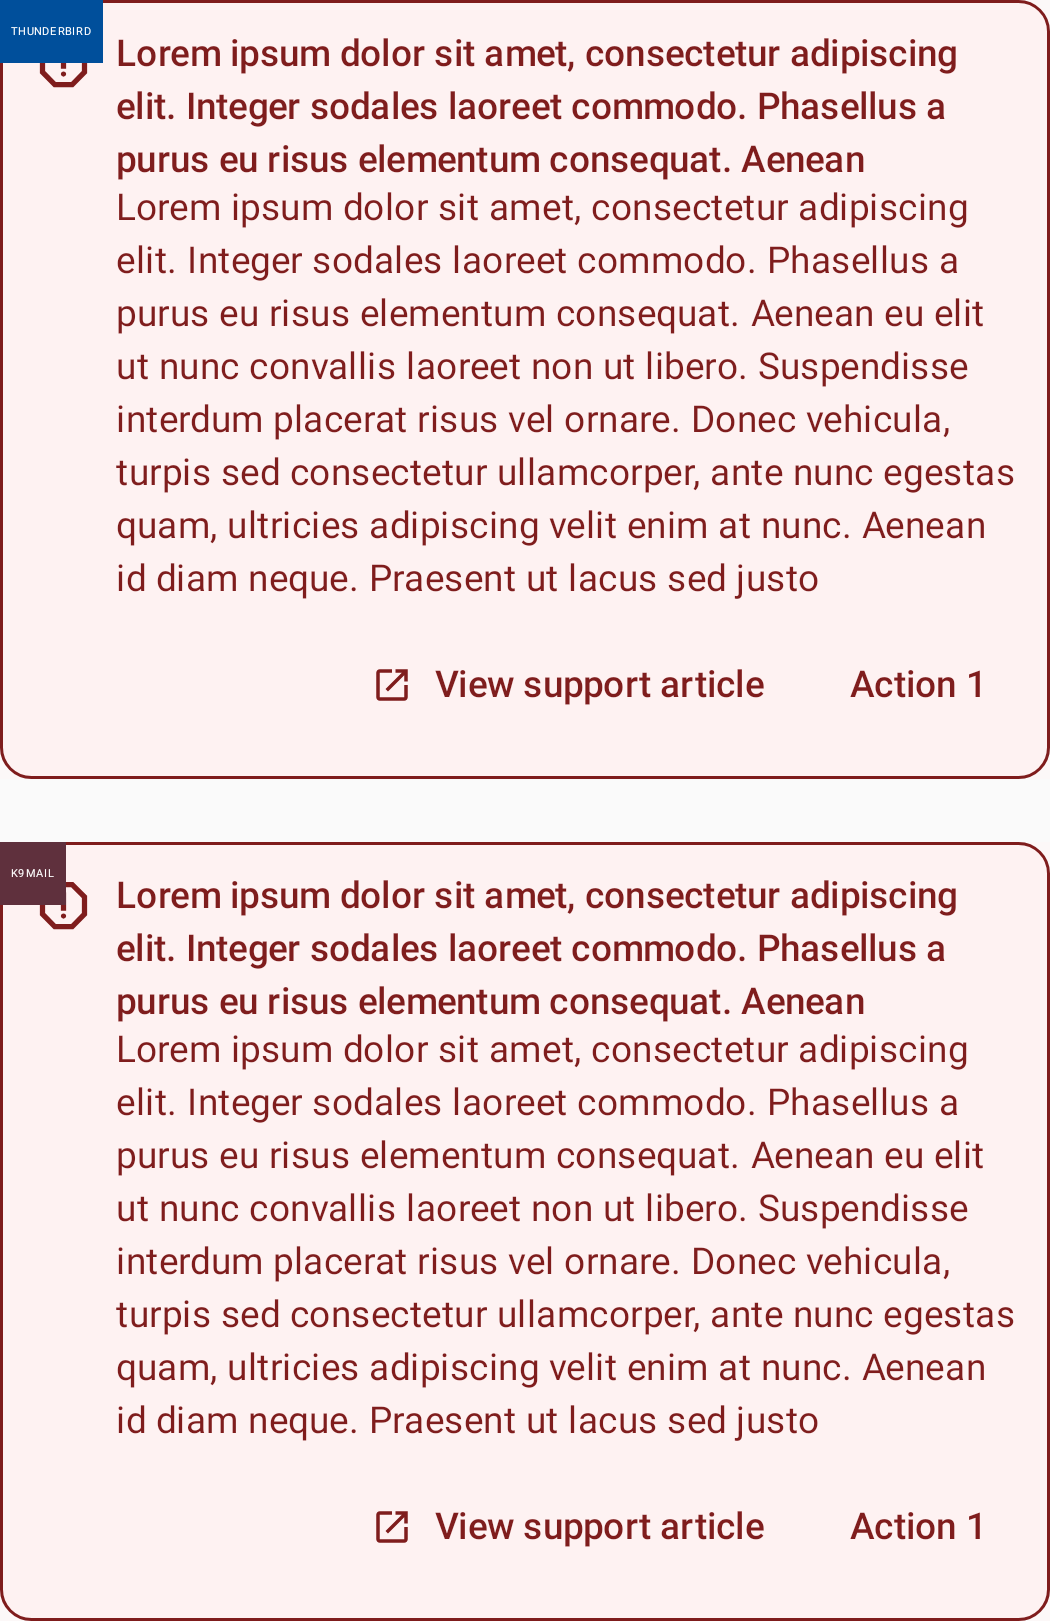 THUNDERBIRD
Lorem ipsum dolor sit amet, consectetur adipiscing
elit. Integer sodales laoreet commodo. Phasellus a
purus eu risus elementum consequat. Aenean
Lorem ipsum dolor sit amet, consectetur adipiscing
elit. Integer sodales laoreet commodo. Phasellus a
purus eu risus elementum consequat. Aenean eu elit
ut nunc convallis laoreet non ut libero. Suspendisse
interdum placerat risus vel ornare. Donec vehicula,
turpis sed consectetur ullamcorper, ante nunc egestas
quam, ultricies adipiscing velit enim at nunc. Aenean
id diam neque. Praesent ut lacus sed justo
View support article Action 1
K9MAIL
Lorem ipsum dolor sit amet, consectetur adipiscing
elit. Integer sodales laoreet commodo. Phasellus a
purus eu risus elementum consequat. Aenean
Lorem ipsum dolor sit amet, consectetur adipiscing
elit. Integer sodales laoreet commodo. Phasellus a
purus eu risus elementum consequat. Aenean eu elit
ut nunc convallis laoreet non ut libero. Suspendisse
interdum placerat risus vel ornare. Donec vehicula,
turpis sed consectetur ullamcorper, ante nunc egestas
quam, ultricies adipiscing velit enim at nunc. Aenean
id diam neque. Praesent ut lacus sed justo
View support article Action 1